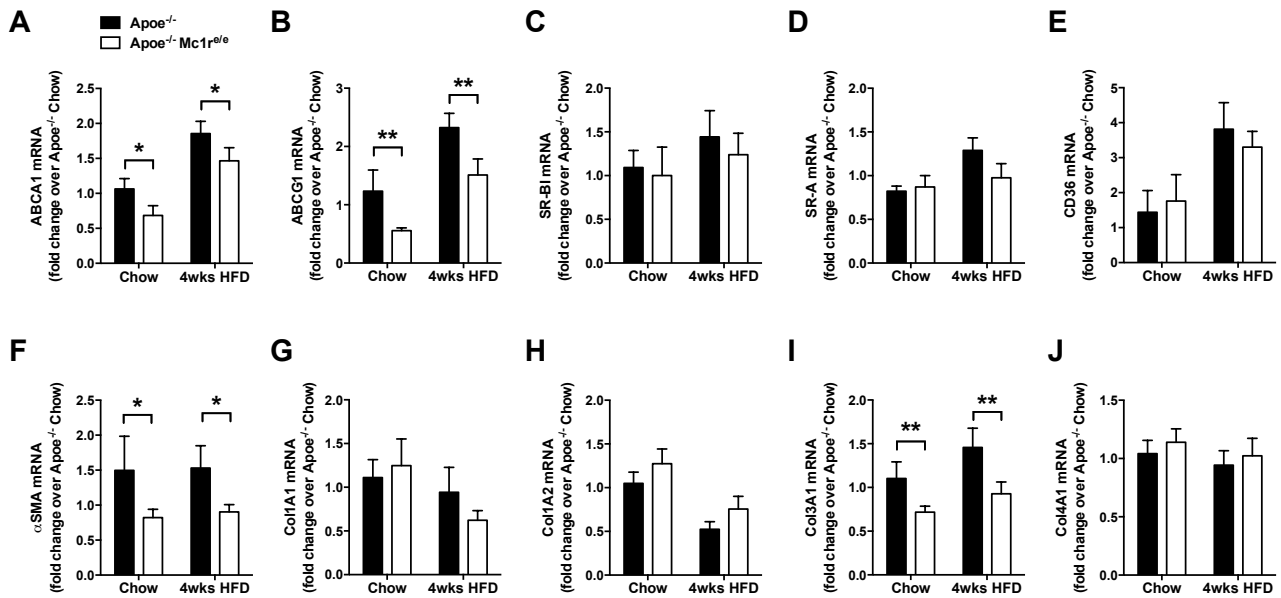 A
Apoe-/-
Apoe-/- Mc1re/e
ABCA1 mRNA
(fold change over Apoe-/- Chow)
2.5
2.0
1.5
1.0
0.5
0.0
*
*
Chow 4wks HFD
B
ABCG1 mRNA
(fold change over Apoe-/- Chow)
3
2
1
0
**
**
Chow 4wks HFD
C
SR-BI mRNA
(fold change over Apoe-/- Chow)
2.0
1.5
1.0
0.5
0.0
Chow 4wks HFD
D
SR-A mRNA
(fold change over Apoe-/- Chow)
2.0
1.5
1.0
0.5
0.0
Chow 4wks HFD
E
CD36 mRNA
(fold change over Apoe-/- Chow)
5
4
3
2
1
0
Chow 4wks HFD
F
αSMA mRNA
(fold change over Apoe-/- Chow)
2.5
2.0
1.5
1.0
0.5
0.0
*
*
Chow 4wks HFD
G
Col1A1 mRNA
(fold change over Apoe-/- Chow)
2.0
1.5
1.0
0.5
0.0
Chow 4wks HFD
H
Col1A2 mRNA
(fold change over Apoe-/- Chow)
2.0
1.5
1.0
0.5
0.0
Chow 4wks HFD
I
Col3A1 mRNA
(fold change over Apoe-/- Chow)
2.0
1.5
1.0
0.5
0.0
**
**
Chow 4wks HFD
J
Col4A1 mRNA
(fold change over Apoe-/- Chow)
1.5
1.0
0.5
0.0
Chow 4wks HFD